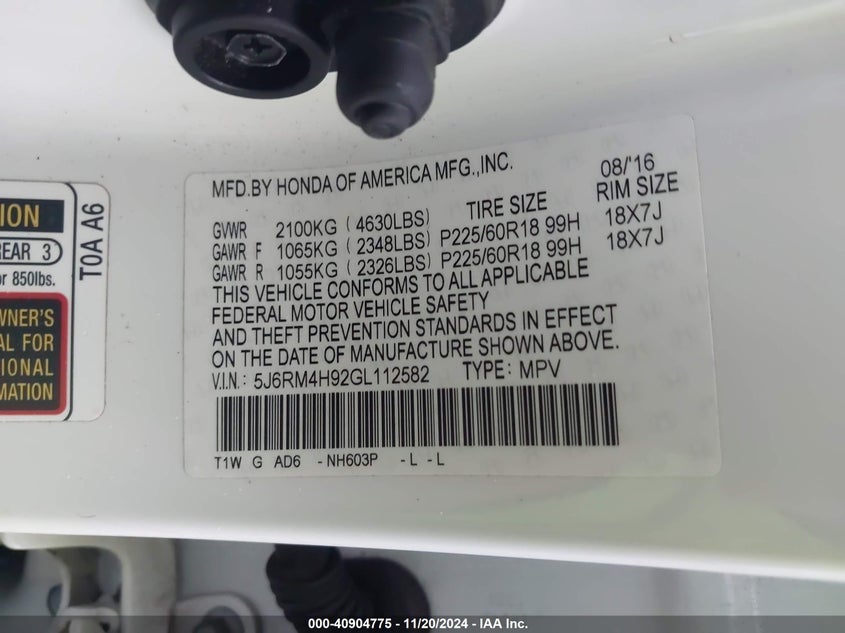 MFD.BY HONDA OF AMERICA MFG.,INC. 08/'16
TIRE SIZE RIM SIZE
GVWR 2100KG ( 4630LBS)
GAWR F 1065KG ( 2348LBS) P225/60R18 99H 18X7J
GAWR R 1055KG ( 2326LBS) P225/60R18 99H 18X7J
THIS VEHICLE CONFORMS TO ALL APPLICABLE
FEDERAL MOTOR VEHICLE SAFETY
AND THEFT PREVENTION STANDARDS IN EFFECT
ON THE DATE OF MANUFACTURE SHOWN ABOVE.
V.I.N.: 5J6RM4H92GL112582 TYPE: MPV
T1W G AD6 -NH603P -L -L
ION
REAR 3
or 850lbs.
WNER'S
AL FOR
IONAL
MATION
T0A A6
000-40904775 - 11/20/2024 - IAA Inc.